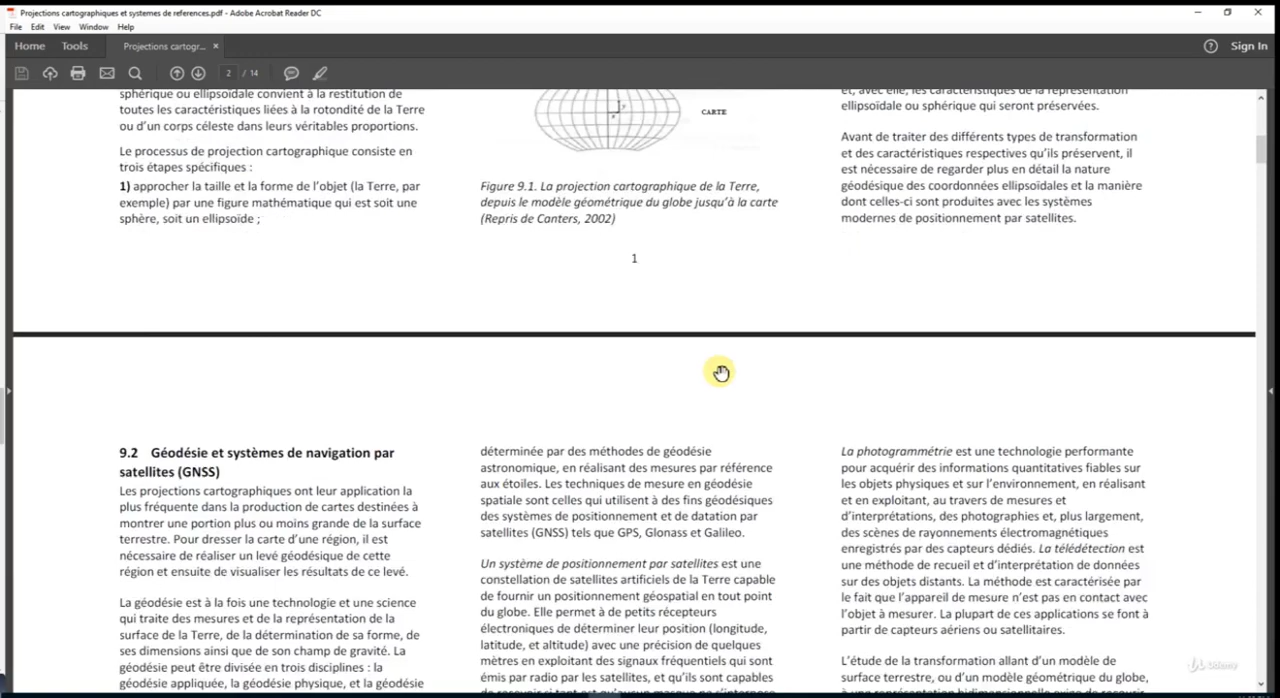 Projections cartographiques et systemes de references.pdf - Adobe Acrobat Reader DC
File Edit View Window Help
Home Tools Projections cartogr... × Sign In
2 / 14
sphérique ou ellipsoïdale convient à la restitution de
toutes les caractéristiques liées à la rotondité de la Terre
ou d'un corps céleste dans leurs véritables proportions.
Le processus de projection cartographique consiste en
trois étapes spécifiques :
1) approcher la taille et la forme de l'objet (la Terre, par
exemple) par une figure mathématique qui est soit une
sphère, soit un ellipsoïde ;
CARTE
Figure 9.1. La projection cartographique de la Terre,
depuis le modèle géométrique du globe jusqu'à la carte
(Repris de Canters, 2002)
et, avec elle, les caractéristiques de la représentation
ellipsoïdale ou sphérique qui seront préservées.
Avant de traiter des différents types de transformation
et des caractéristiques respectives qu'ils préservent, il
est nécessaire de regarder plus en détail la nature
géodésique des coordonnées ellipsoïdales et la manière
dont celles-ci sont produites avec les systèmes
modernes de positionnement par satellites.
1
9.2 Géodésie et systèmes de navigation par
satellites (GNSS)
Les projections cartographiques ont leur application la
plus fréquente dans la production de cartes destinées à
montrer une portion plus ou moins grande de la surface
terrestre. Pour dresser la carte d'une région, il est
nécessaire de réaliser un levé géodésique de cette
région et ensuite de visualiser les résultats de ce levé.
La géodésie est à la fois une technologie et une science
qui traite des mesures et de la représentation de la
surface de la Terre, de la détermination de sa forme, de
ses dimensions ainsi que de son champ de gravité. La
géodésie peut être divisée en trois disciplines : la
géodésie appliquée, la géodésie physique, et la géodésie
déterminée par des méthodes de géodésie
astronomique, en réalisant des mesures par référence
aux étoiles. Les techniques de mesure en géodésie
spatiale sont celles qui utilisent à des fins géodésiques
des systèmes de positionnement et de datation par
satellites (GNSS) tels que GPS, Glonass et Galileo.
Un système de positionnement par satellites est une
constellation de satellites artificiels de la Terre capable
de fournir un positionnement géospatial en tout point
du globe. Elle permet à de petits récepteurs
électroniques de déterminer leur position (longitude,
latitude, et altitude) avec une précision de quelques
mètres en exploitant des signaux fréquentiels qui sont
émis par radio par les satellites, et qu'ils sont capables
La photogrammétrie est une technologie performante
pour acquérir des informations quantitatives fiables sur
les objets physiques et sur l'environnement, en réalisant
et en exploitant, au travers de mesures et
d'interprétations, des photographies et, plus largement,
des scènes de rayonnements électromagnétiques
enregistrés par des capteurs dédiés. La télédétection est
une méthode de recueil et d'interprétation de données
sur des objets distants. La méthode est caractérisée par
le fait que l'appareil de mesure n'est pas en contact avec
l'objet à mesurer. La plupart de ces applications se font à
partir de capteurs aériens ou satellitaires.
L'étude de la transformation allant d'un modèle de
surface terrestre, ou d'un modèle géométrique du globe,
Udemy